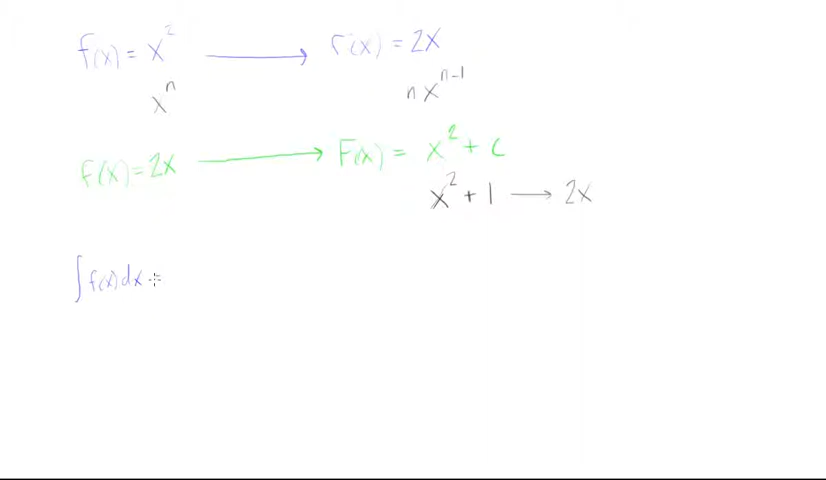 f(x) = x² ⟶ f'(x) = 2x
xⁿ nxⁿ⁻¹
f(x) = 2x ⟶ F(x) = x² + c
x² + 1 ⟶ 2x
∫f(x)dx